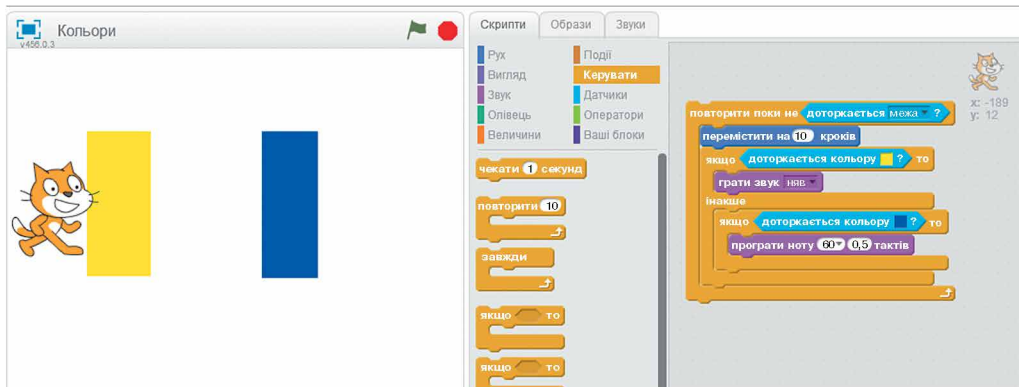 Кольори
v456.0.3
Скрипти
Образи
Звуки
Рух
Події
Вигляд
Керувати
Звук
Датчики
Олівець
Оператори
Величини
Ваші блоки
чекати 1 секунд
повторити 10
завжди
якщо то
якщо то
x: -189
y: 12
повторити поки не доторкається межа ?
перемістити на 10 кроків
якщо доторкається кольору ? то
грати звук няв
інакше
якщо доторкається кольору ? то
програти ноту 60 0,5 тактів